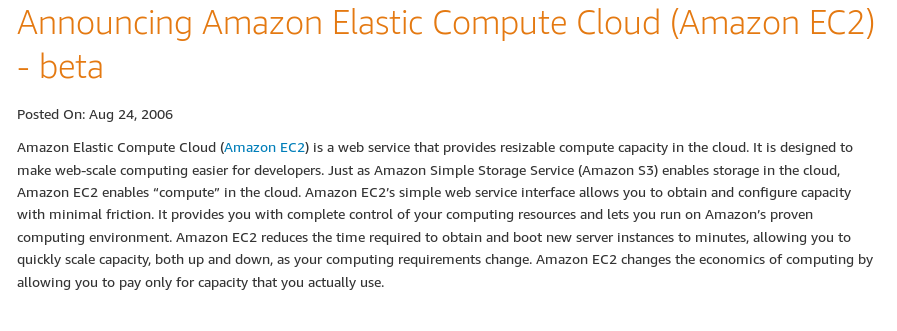 Announcing Amazon Elastic Compute Cloud (Amazon EC2)
- beta
Posted On: Aug 24, 2006
Amazon Elastic Compute Cloud (Amazon EC2) is a web service that provides resizable compute capacity in the cloud. It is designed to
make web-scale computing easier for developers. Just as Amazon Simple Storage Service (Amazon S3) enables storage in the cloud,
Amazon EC2 enables “compute” in the cloud. Amazon EC2’s simple web service interface allows you to obtain and configure capacity
with minimal friction. It provides you with complete control of your computing resources and lets you run on Amazon’s proven
computing environment. Amazon EC2 reduces the time required to obtain and boot new server instances to minutes, allowing you to
quickly scale capacity, both up and down, as your computing requirements change. Amazon EC2 changes the economics of computing by
allowing you to pay only for capacity that you actually use.